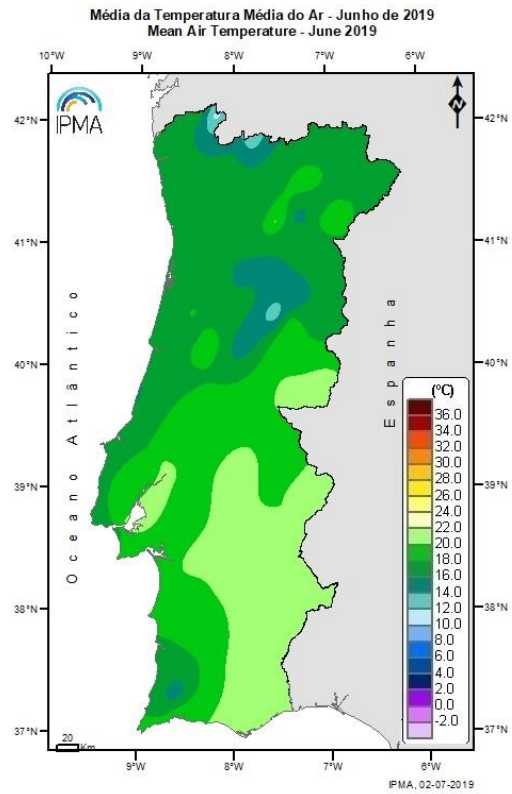 Média da Temperatura Média do Ar - Junho de 2019
Mean Air Temperature - June 2019
10°W 9°W 8°W 7°W 6°W
IPMA
N
42°N 42°N
41°N 41°N
40°N 40°N
39°N 39°N
38°N 38°N
37°N 37°N
Oceano Atlântico
Espanha
(°C)
36.0
34.0
32.0
30.0
28.0
26.0
24.0
22.0
20.0
18.0
16.0
14.0
12.0
10.0
8.0
6.0
4.0
2.0
0.0
-2.0
20
Km
9°W 8°W 7°W 6°W
IPMA, 02-07-2019